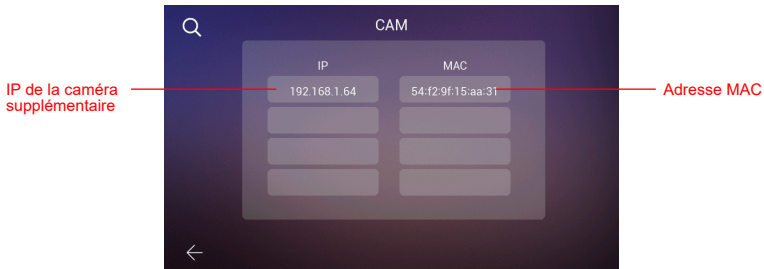 CAM
IP MAC
IP de la caméra
supplémentaire
192.168.1.64 54:f2:9f:15:aa:31
Adresse MAC